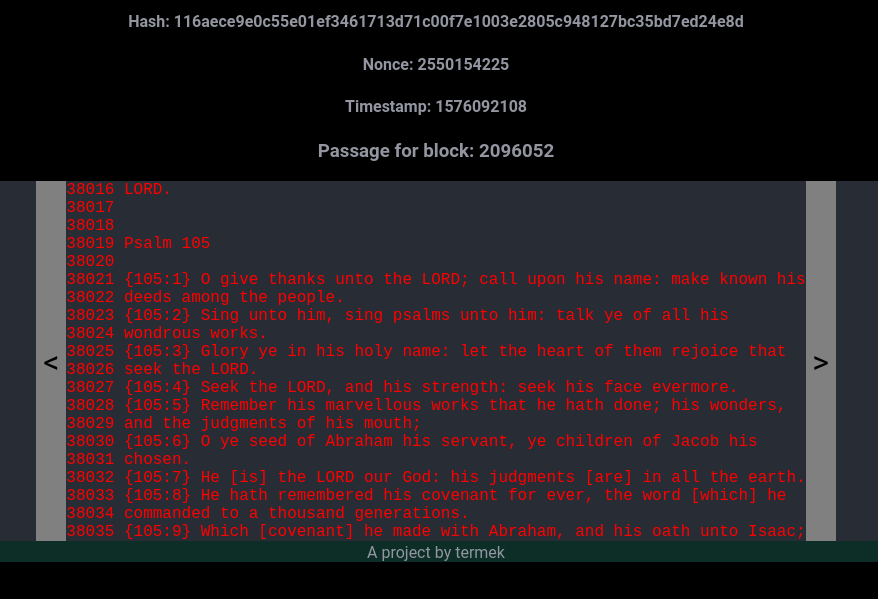 Hash: 116aece9e0c55e01ef3461713d71c00f7e1003e2805c948127bc35bd7ed24e8d
Nonce: 2550154225
Timestamp: 1576092108
Passage for block: 2096052
38016 LORD.
38017
38018
38019 Psalm 105
38020
38021 {105:1} O give thanks unto the LORD; call upon his name: make known his
38022 deeds among the people.
38023 {105:2} Sing unto him, sing psalms unto him: talk ye of all his
38024 wondrous works.
38025 {105:3} Glory ye in his holy name: let the heart of them rejoice that
38026 seek the LORD.
38027 {105:4} Seek the LORD, and his strength: seek his face evermore.
38028 {105:5} Remember his marvellous works that he hath done; his wonders,
38029 and the judgments of his mouth;
38030 {105:6} O ye seed of Abraham his servant, ye children of Jacob his
38031 chosen.
38032 {105:7} He [is] the LORD our God: his judgments [are] in all the earth.
38033 {105:8} He hath remembered his covenant for ever, the word [which] he
38034 commanded to a thousand generations.
38035 {105:9} Which [covenant] he made with Abraham, and his oath unto Isaac;
<
>
A project by termek